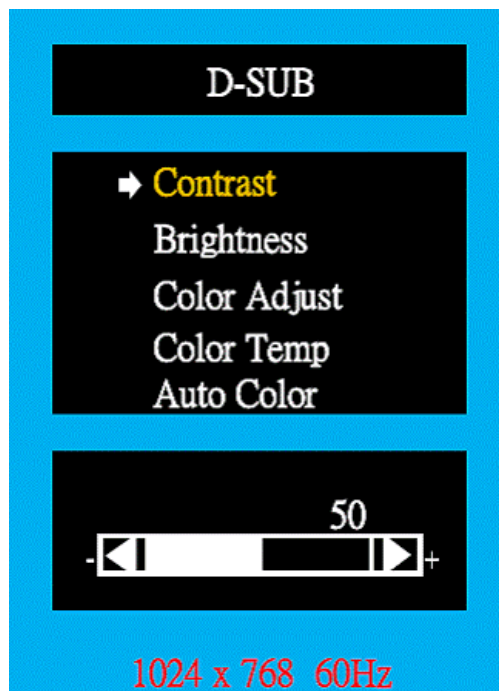 D-SUB
Contrast
Brightness
Color Adjust
Color Temp
Auto Color
50
- +
1024 x 768 60Hz